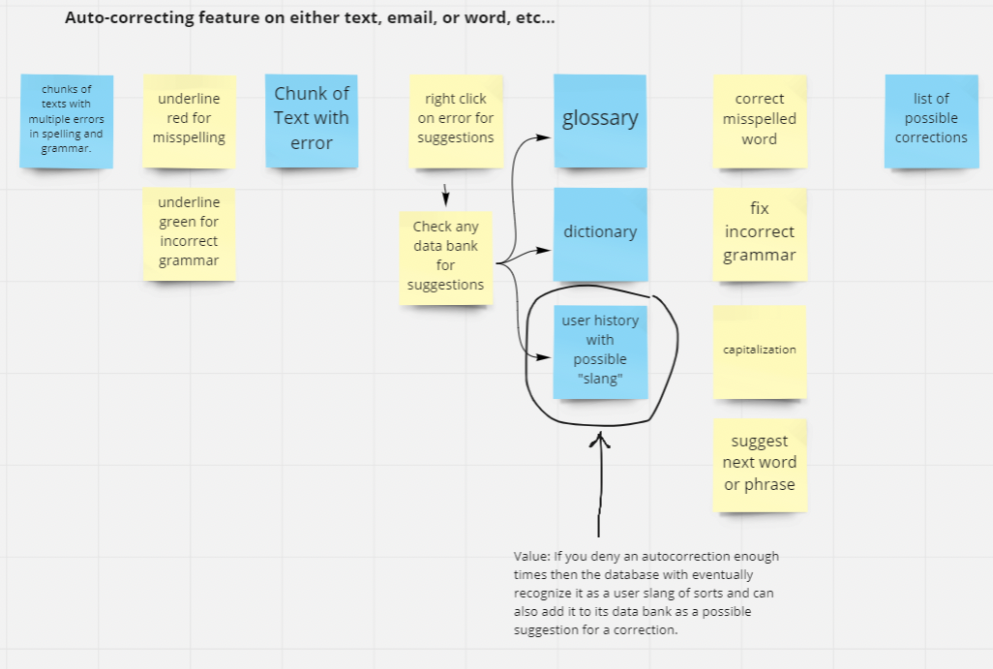 Auto-correcting feature on either text, email, or word, etc...
chunks of
texts with
multiple errors
in spelling and
grammar.
underline
red for
misspelling
underline
green for
incorrect
grammar
Chunk of
Text with
error
right click
on error for
suggestions
Check any
data bank
for
suggestions
glossary
dictionary
user history
with
possible
"slang"
Value: If you deny an autocorrection enough
times then the database with eventually
recognize it as a user slang of sorts and can
also add it to its data bank as a possible
suggestion for a correction.
correct
misspelled
word
fix
incorrect
grammar
capitalization
suggest
next word
or phrase
list of
possible
corrections